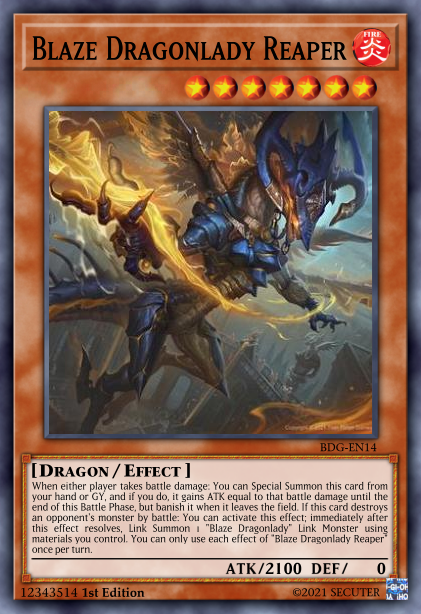 Blaze Dragonlady Reaper
FIRE
炎
BDG-EN14
[Dragon / Effect ]
When either player takes battle damage: You can Special Summon this card from
your hand or GY, and if you do, it gains ATK equal to that battle damage until the
end of this Battle Phase, but banish it when it leaves the field. If this card destroys
an opponent's monster by battle: You can activate this effect; immediately after
this effect resolves, Link Summon 1 "Blaze Dragonlady" Link Monster using
materials you control. You can only use each effect of "Blaze Dragonlady Reaper"
once per turn.
ATK/2100 DEF/ 0
12343514 1st Edition
©2021 SECUTER